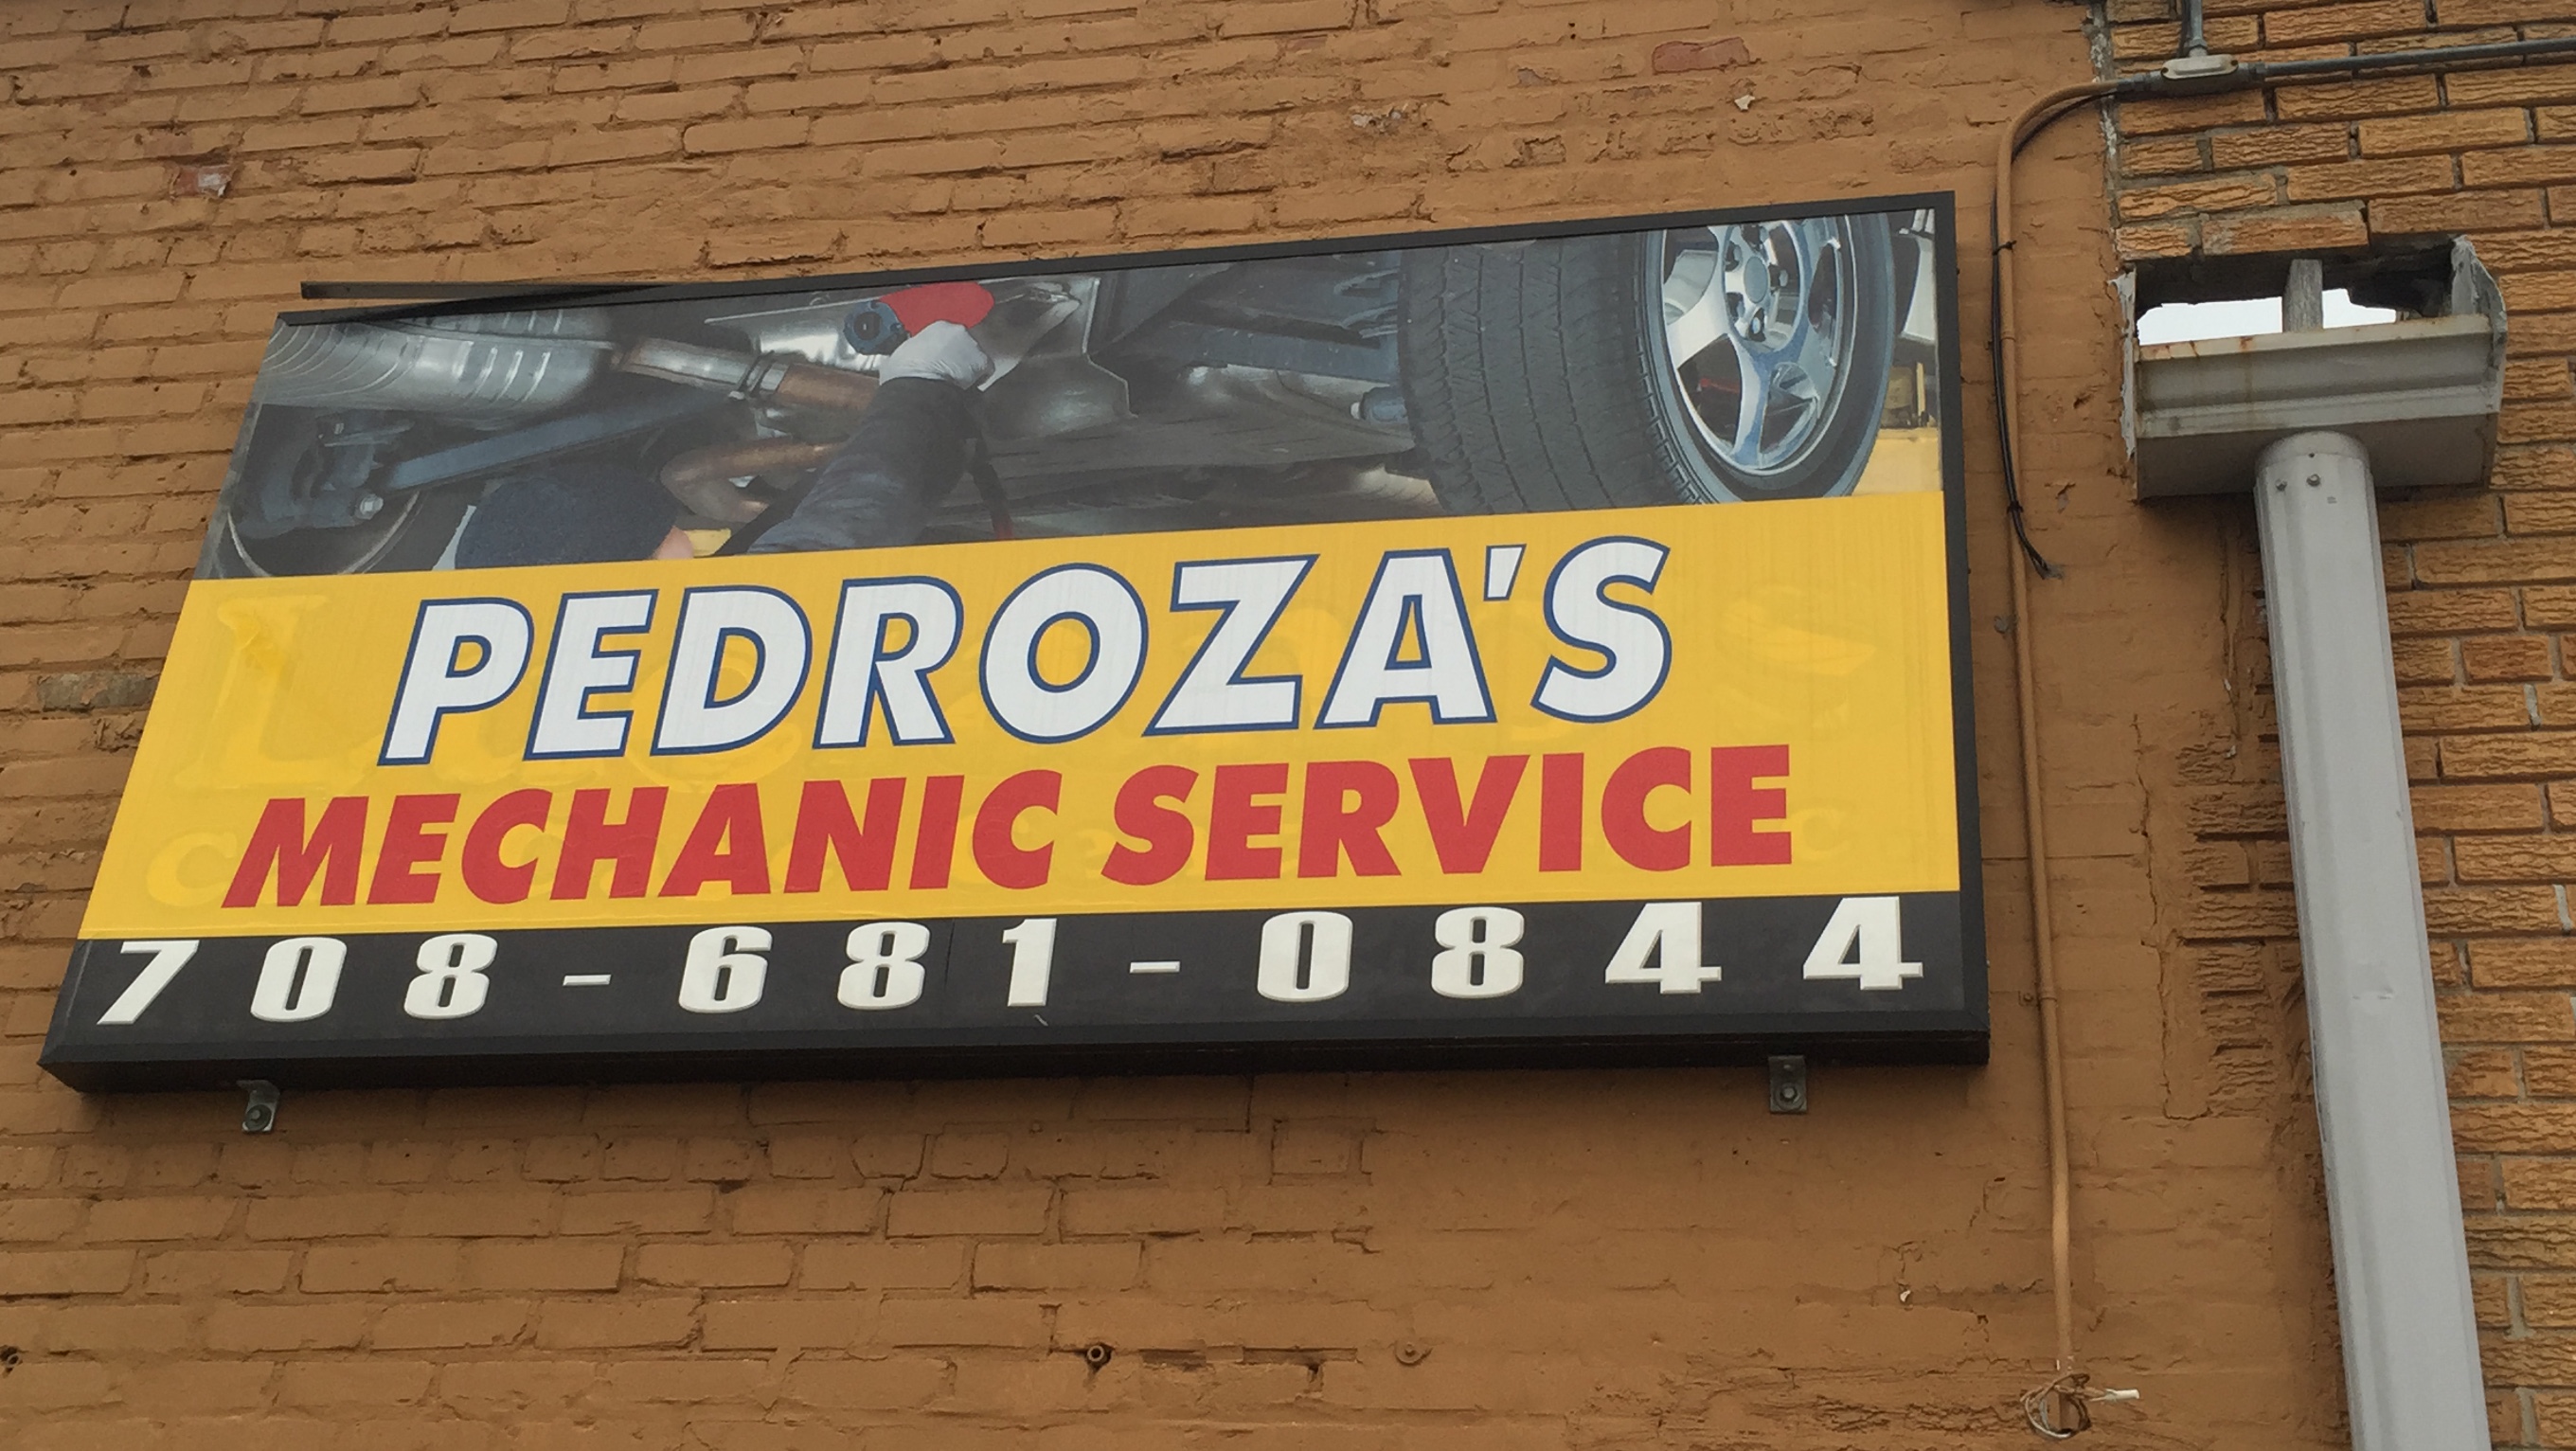 PEDROZA'S
MECHANIC SERVICE
708-681-0844